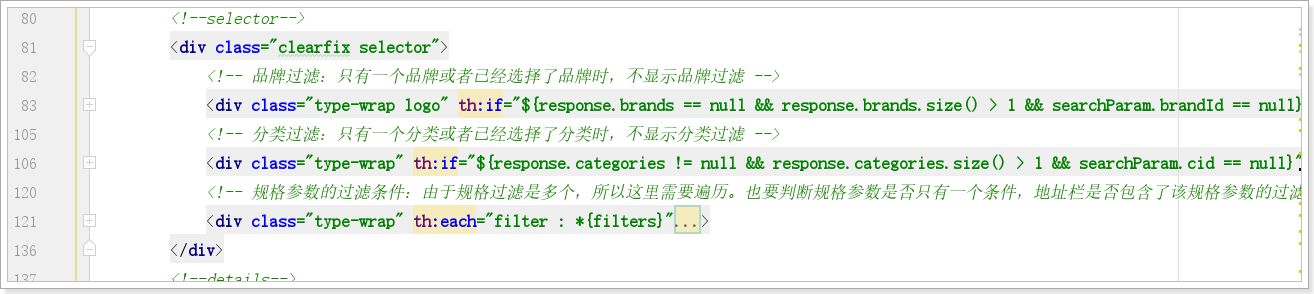 80 <!--selector-->
81 <div class="clearfix selector">
82 <!-- 品牌过滤：只有一个品牌或者已经选择了品牌时，不显示品牌过滤 -->
83 <div class="type-wrap logo" th:if="${response.brands == null && response.brands.size() > 1 && searchParam.brandId == null}
105 <!-- 分类过滤：只有一个分类或者已经选择了分类时，不显示分类过滤 -->
106 <div class="type-wrap" th:if="${response.categories != null && response.categories.size() > 1 && searchParam.cid == null}"
120 <!-- 规格参数的过滤条件：由于规格过滤是多个，所以这里需要遍历。也要判断规格参数是否只有一个条件，地址栏是否包含了该规格参数的过滤
121 <div class="type-wrap" th:each="filter : *{filters}"...>
136 </div>
137 <!--details-->